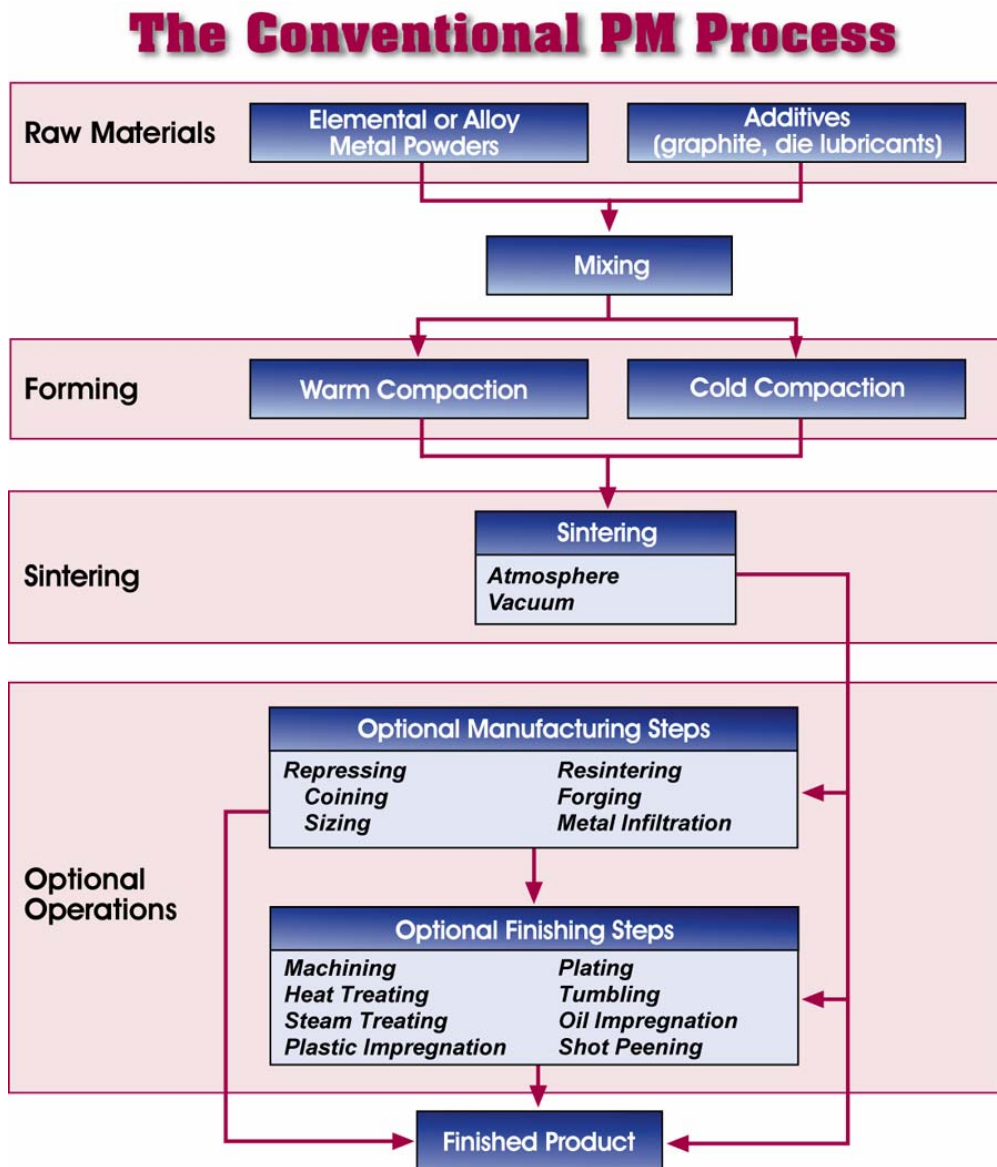 The Conventional PM Process
Raw Materials
Elemental or Alloy
Metal Powders
Additives
(graphite, die lubricants)
Mixing
Forming
Warm Compaction
Cold Compaction
Sintering
Sintering
Atmosphere
Vacuum
Optional
Operations
Optional Manufacturing Steps
Repressing
Coining
Sizing
Resintering
Forging
Metal Infiltration
Optional Finishing Steps
Machining
Heat Treating
Steam Treating
Plastic Impregnation
Plating
Tumbling
Oil Impregnation
Shot Peening
Finished Product